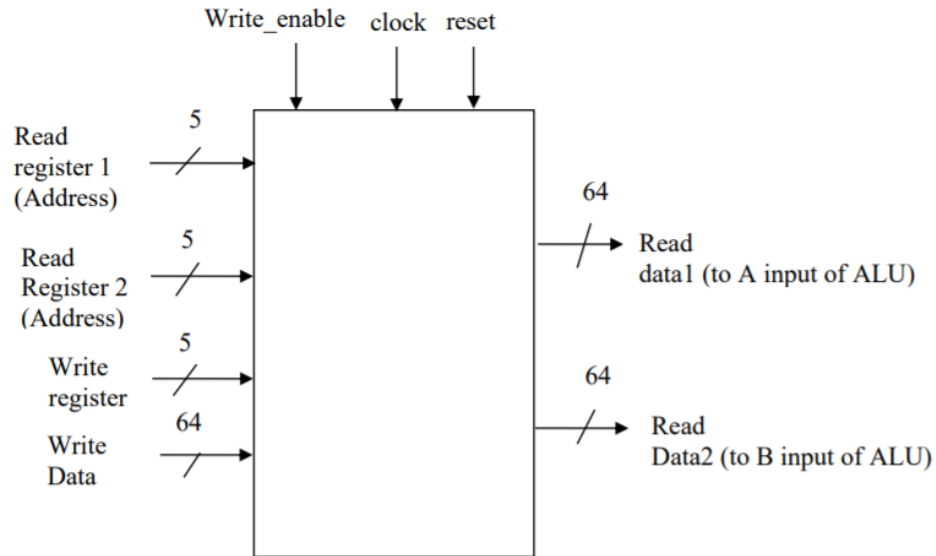 Write_enable
clock
reset
5
Read
register 1
(Address)
5
Read
Register 2
(Address)
5
Write
register
64
Write
Data
64
Read
data1 (to A input of ALU)
64
Read
Data2 (to B input of ALU)